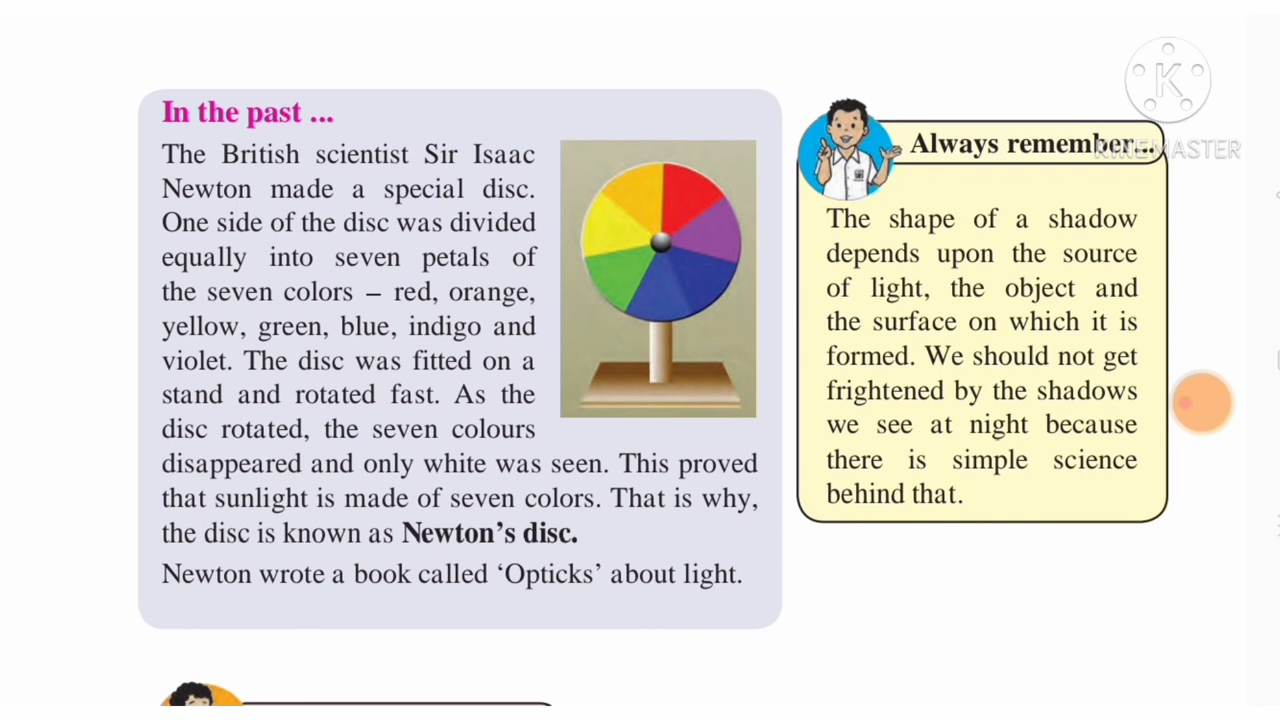 In the past ...
The British scientist Sir Isaac
Newton made a special disc.
One side of the disc was divided
equally into seven petals of
the seven colors – red, orange,
yellow, green, blue, indigo and
violet. The disc was fitted on a
stand and rotated fast. As the
disc rotated, the seven colours
disappeared and only white was seen. This proved
that sunlight is made of seven colors. That is why,
the disc is known as Newton's disc.
Newton wrote a book called 'Opticks' about light.
K
KINEMASTER
Always remember...
The shape of a shadow
depends upon the source
of light, the object and
the surface on which it is
formed. We should not get
frightened by the shadows
we see at night because
there is simple science
behind that.